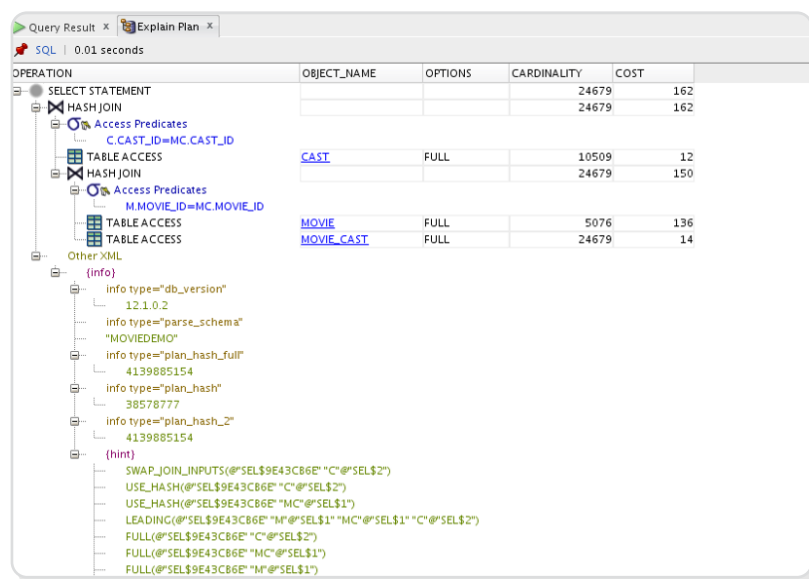 Query Result x Explain Plan x
SQL | 0.01 seconds
OPERATION OBJECT_NAME OPTIONS CARDINALITY COST
SELECT STATEMENT 24679 162
HASH JOIN 24679 162
Access Predicates
C.CAST_ID=MC.CAST_ID
TABLE ACCESS CAST FULL 10509 12
HASH JOIN 24679 150
Access Predicates
M.MOVIE_ID=MC.MOVIE_ID
TABLE ACCESS MOVIE FULL 5076 136
TABLE ACCESS MOVIE_CAST FULL 24679 14
Other XML
{info}
info type="db_version"
12.1.0.2
info type="parse_schema"
"MOVIEDEMO"
info type="plan_hash_full"
4139885154
info type="plan_hash"
38578777
info type="plan_hash_2"
4139885154
{hint}
SWAP_JOIN_INPUTS(@"SEL$9E43CB6E" "C"@"SEL$2")
USE_HASH(@"SEL$9E43CB6E" "C"@"SEL$2")
USE_HASH(@"SEL$9E43CB6E" "MC"@"SEL$1")
LEADING(@"SEL$9E43CB6E" "M"@"SEL$1" "MC"@"SEL$1" "C"@"SEL$2")
FULL(@"SEL$9E43CB6E" "C"@"SEL$2")
FULL(@"SEL$9E43CB6E" "MC"@"SEL$1")
FULL(@"SEL$9E43CB6E" "M"@"SEL$1")